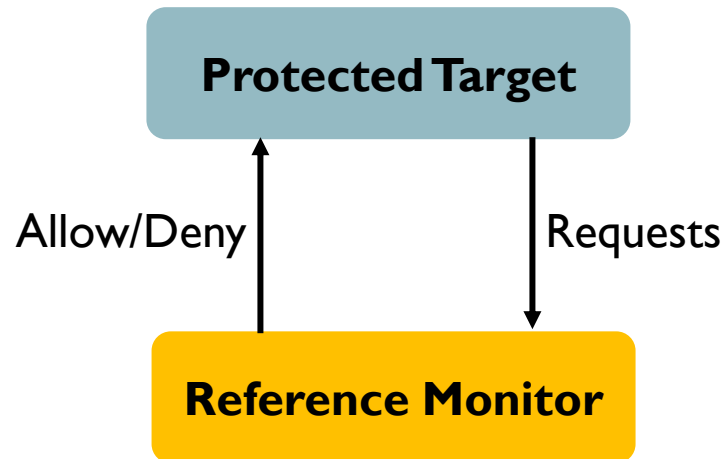 Protected Target
Allow/Deny
Requests
Reference Monitor